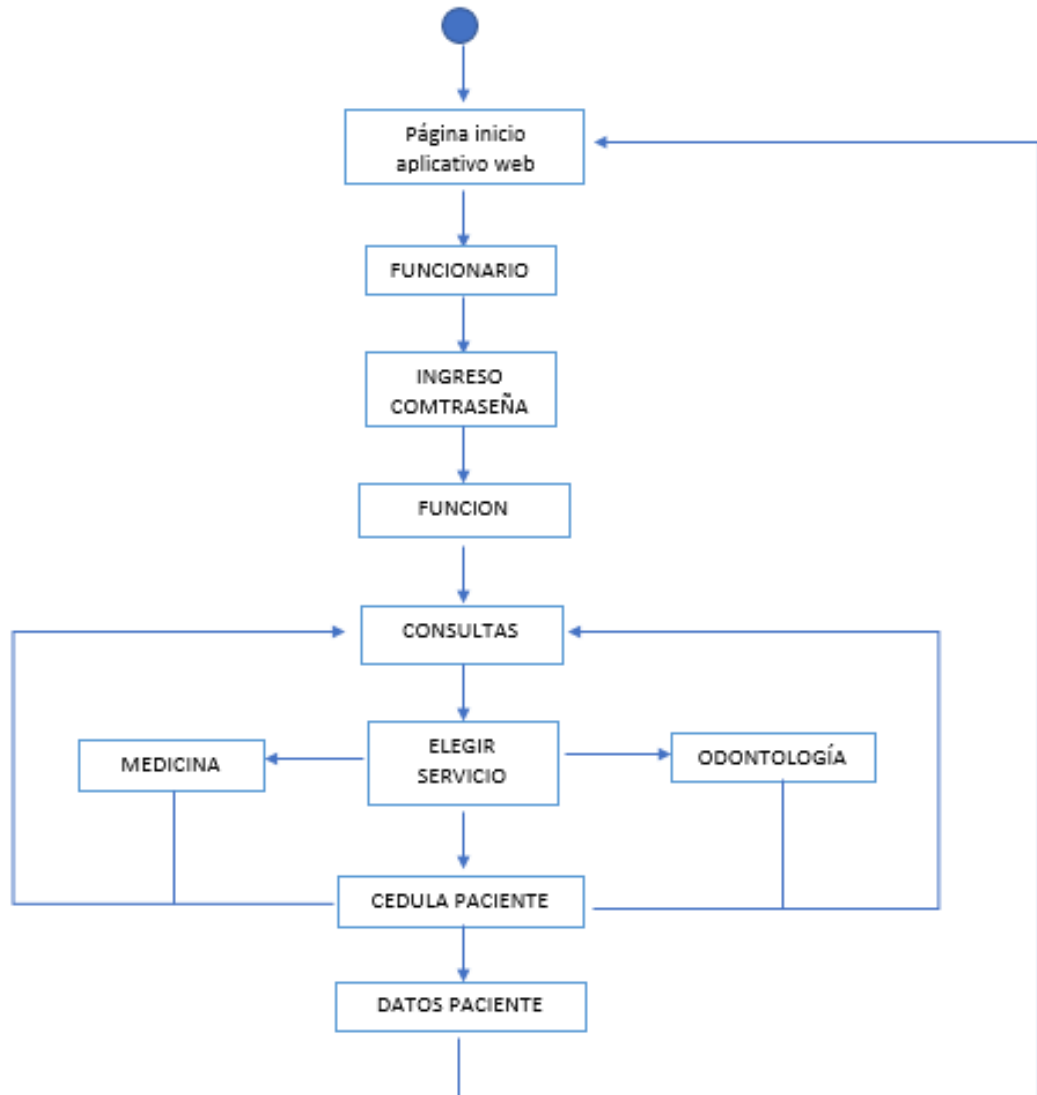 Página inicio
aplicativo web
FUNCIONARIO
INGRESO
COMTRASEÑA
FUNCION
CONSULTAS
MEDICINA
ELEGIR
SERVICIO
ODONTOLOGÍA
CEDULA PACIENTE
DATOS PACIENTE